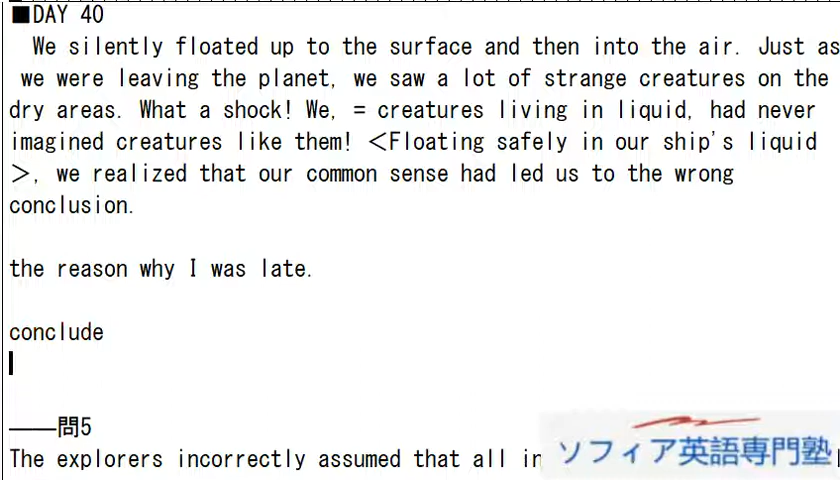 ■DAY 40
We silently floated up to the surface and then into the air. Just as
we were leaving the planet, we saw a lot of strange creatures on the
dry areas. What a shock! We, = creatures living in liquid, had never
imagined creatures like them! <Floating safely in our ship's liquid
>, we realized that our common sense had led us to the wrong
conclusion.
the reason why I was late.
conclude
――問5
The explorers incorrectly assumed that all in
ソフィア英語専門塾